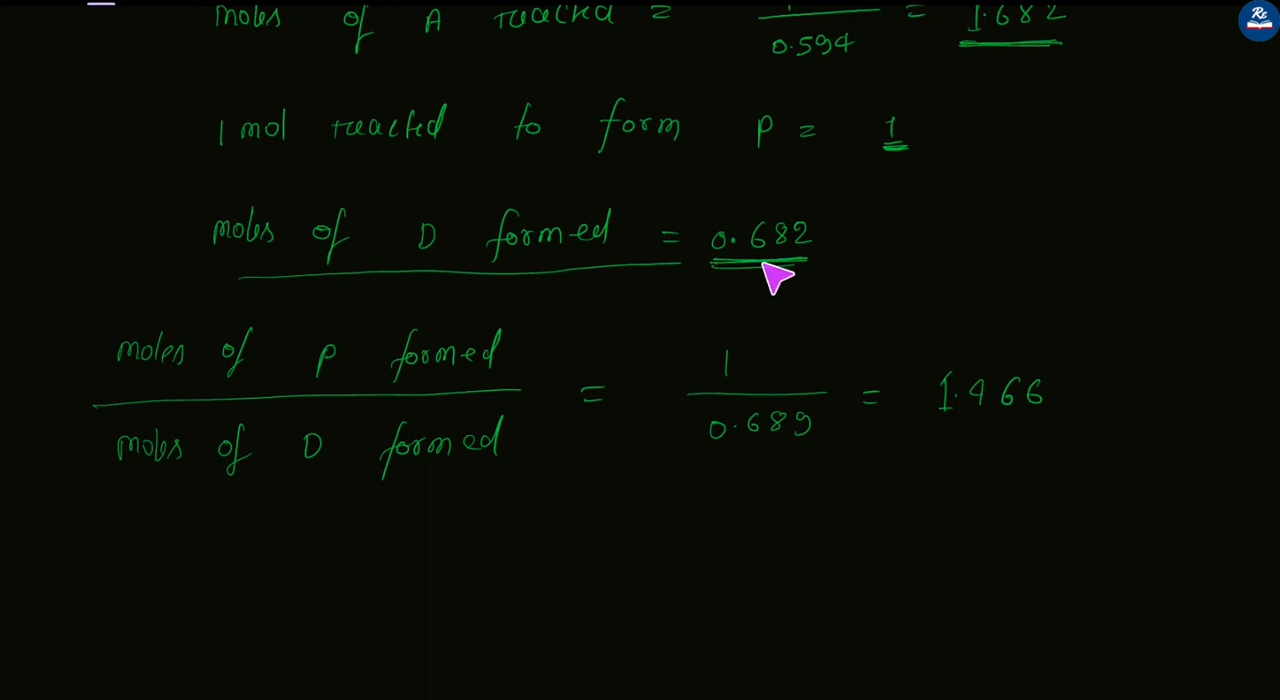 moles of A reacted = 1 / 0.594 = 1.682
1 mol reacted to form P = 1
moles of D formed = 0.682
moles of P formed / moles of D formed = 1 / 0.689 = 1.466
Re